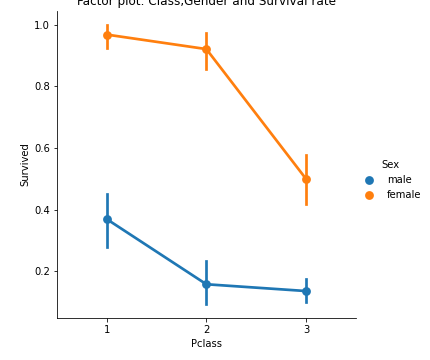 Factor plot: Class,Gender and Survival rate
1.0
0.8
0.6
0.4
0.2
Survived
1
2
3
Pclass
Sex
male
female